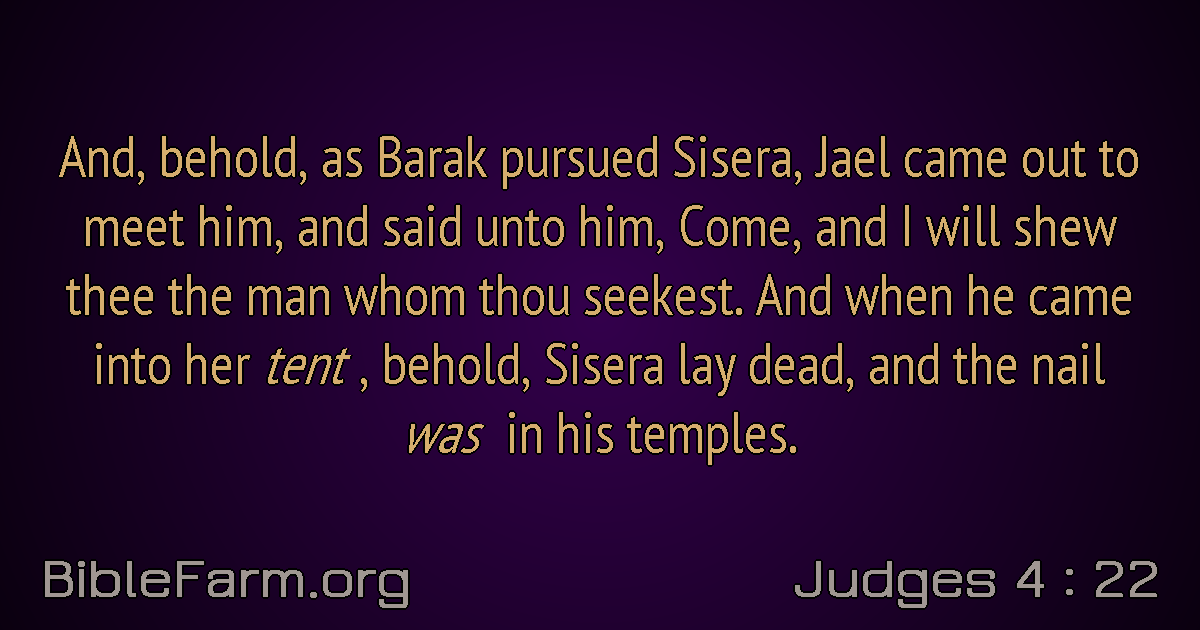 And, behold, as Barak pursued Sisera, Jael came out to
meet him, and said unto him, Come, and I will shew
thee the man whom thou seekest. And when he came
into her tent , behold, Sisera lay dead, and the nail
was in his temples.
BibleFarm.org
Judges 4 : 22